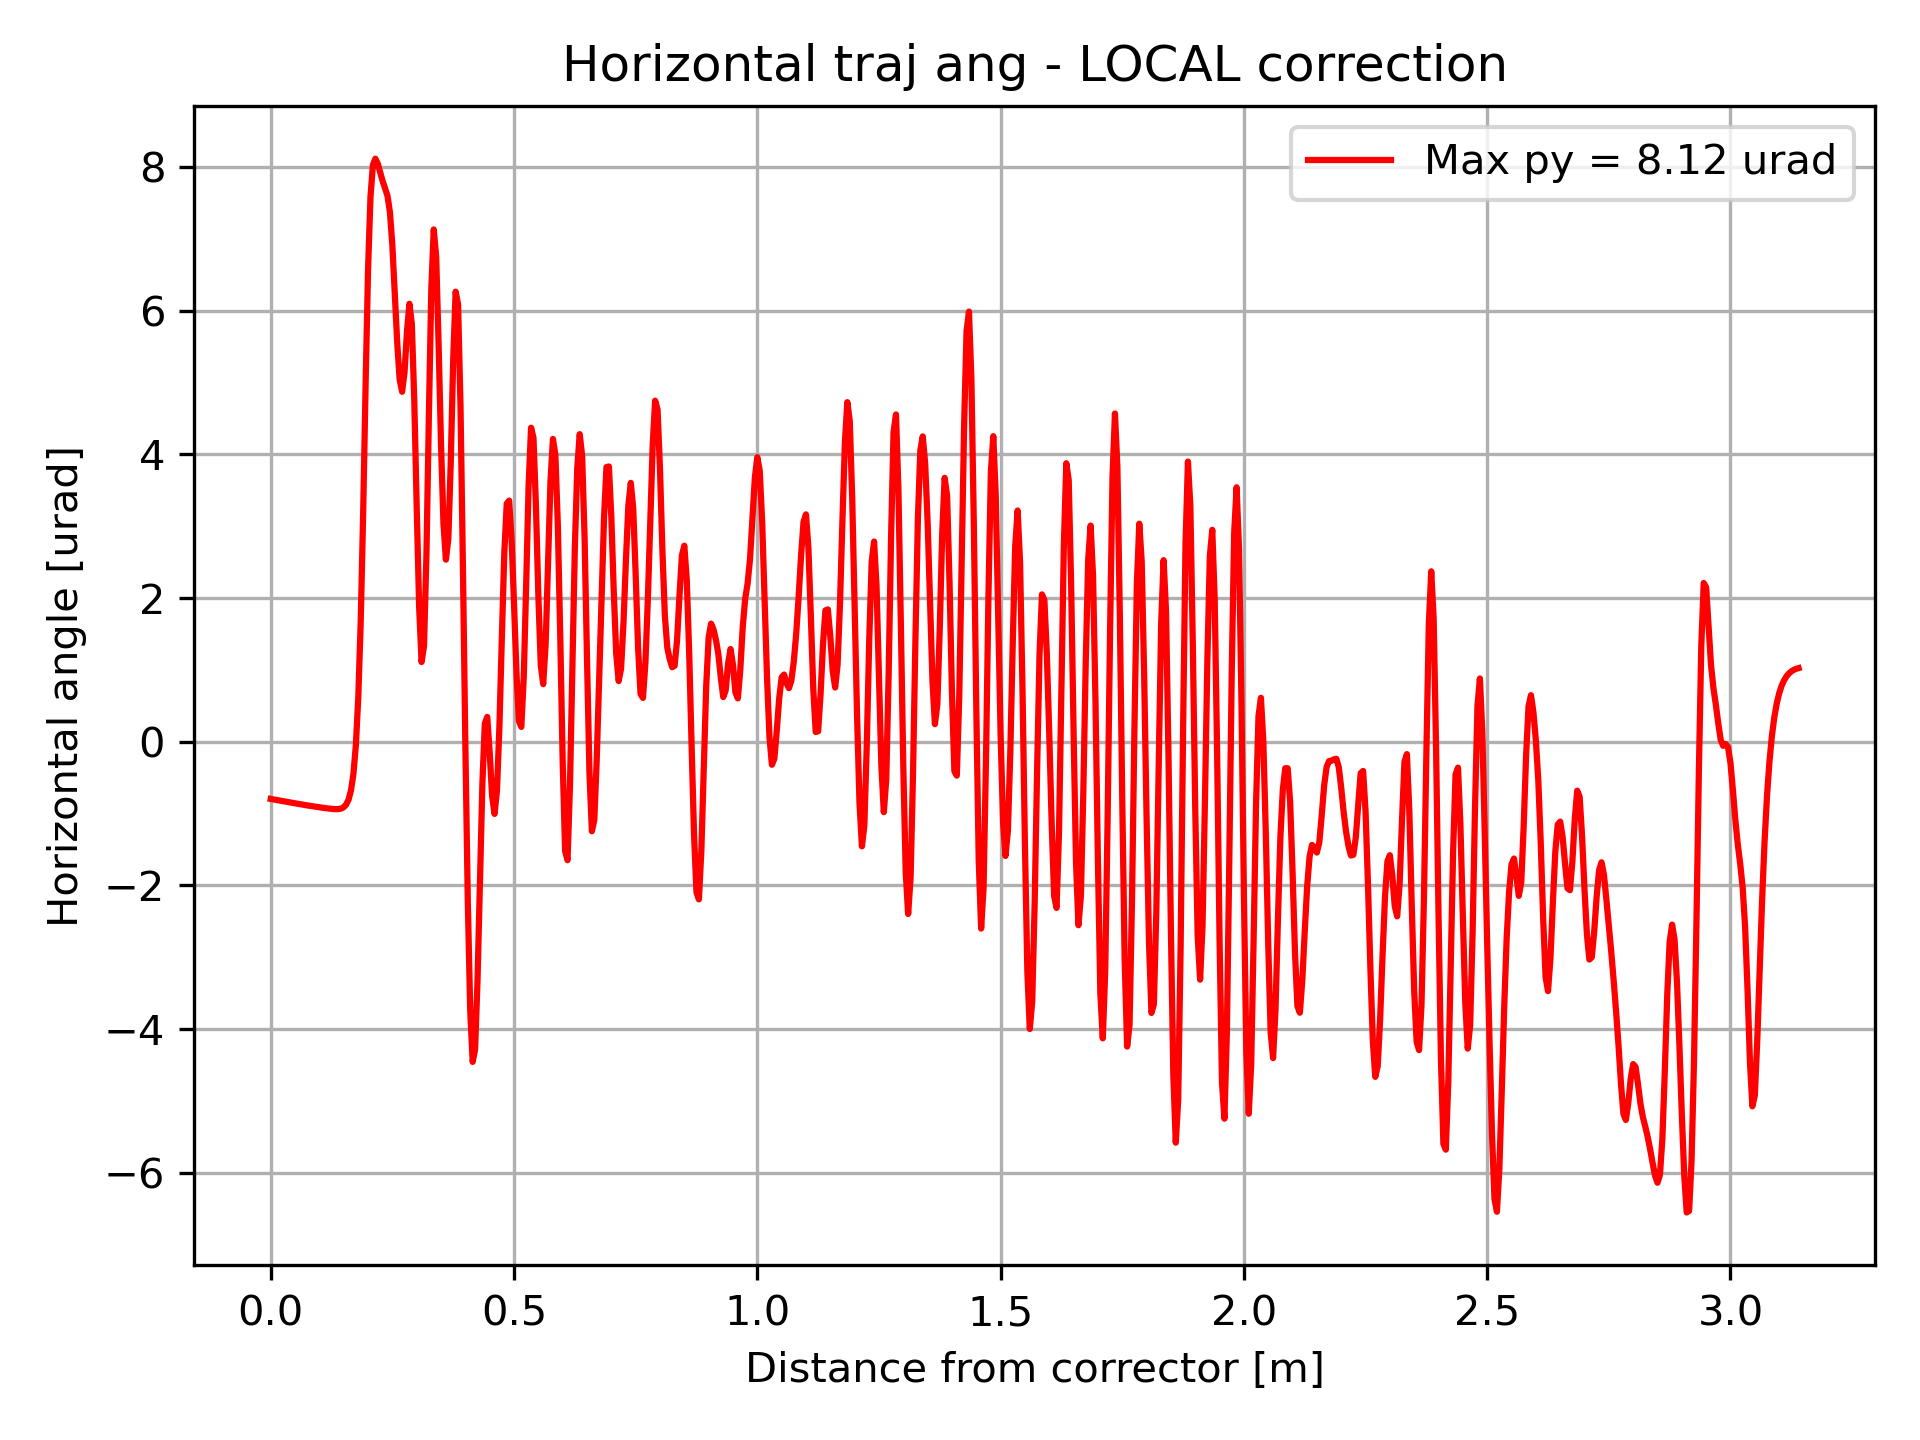 Horizontal traj ang - LOCAL correction
Max py = 8.12 urad
Horizontal angle [urad]
8
6
4
2
0
−2
−4
−6
0.0 0.5 1.0 1.5 2.0 2.5 3.0
Distance from corrector [m]